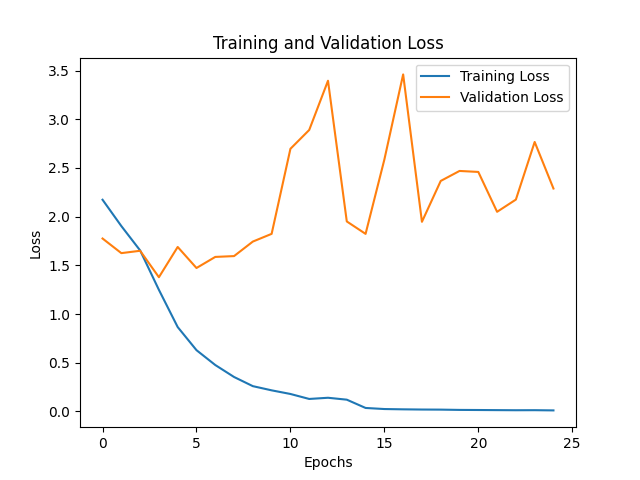 Training and Validation Loss
Training Loss
Validation Loss
3.5
3.0
2.5
2.0
1.5
1.0
0.5
0.0
Loss
0 5 10 15 20 25
Epochs